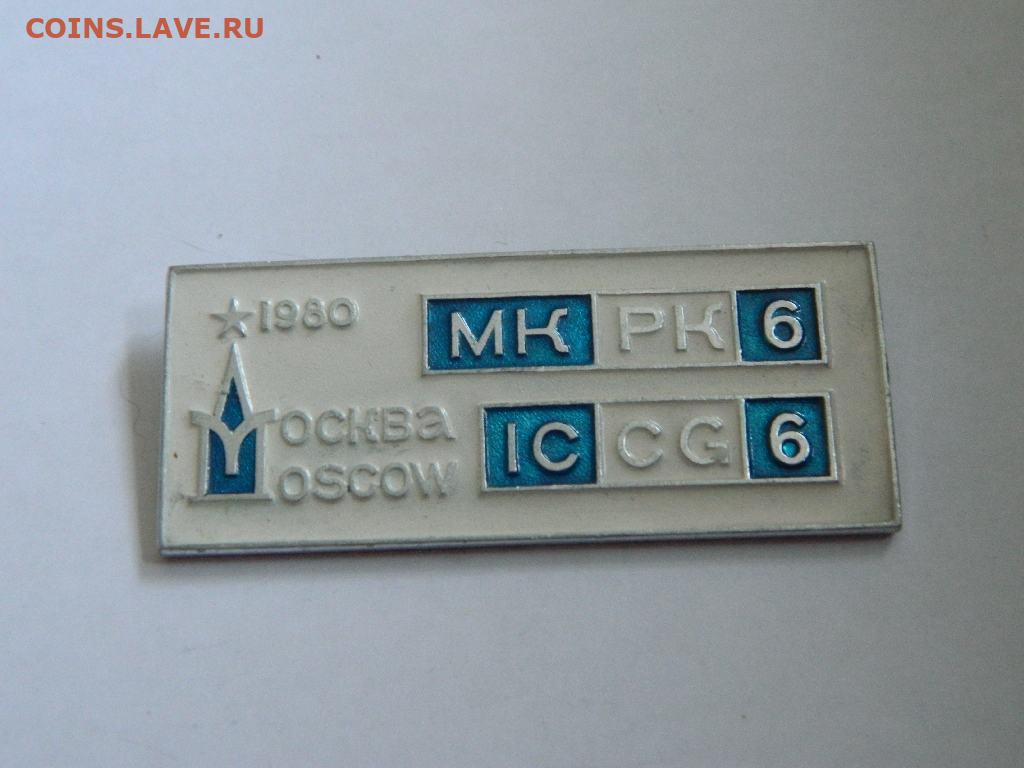 COINS.LAVE.RU
1980
МК РК 6
Москва
IC CG 6
Moscow